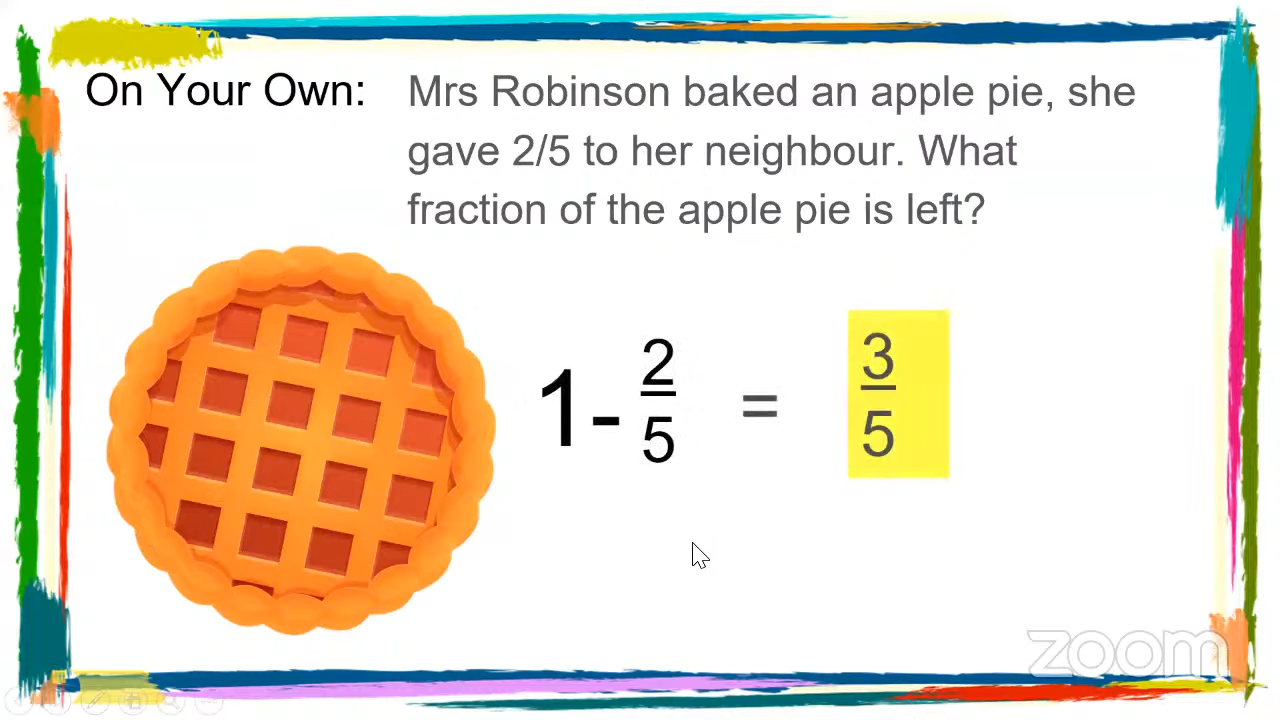 On Your Own:
Mrs Robinson baked an apple pie, she
gave 2/5 to her neighbour. What
fraction of the apple pie is left?
1 - 2/5 = 3/5
zoom